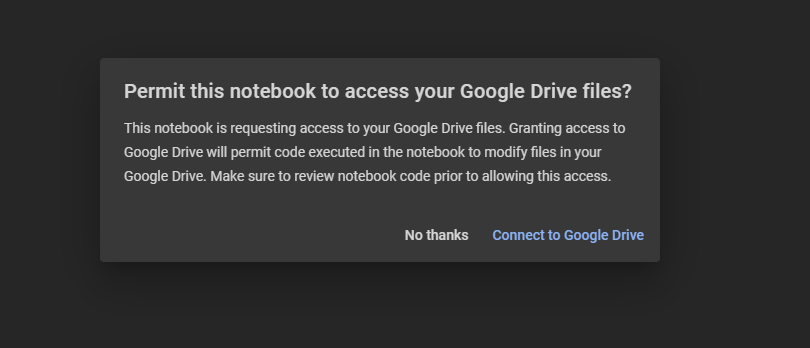 Permit this notebook to access your Google Drive files?
This notebook is requesting access to your Google Drive files. Granting access to
Google Drive will permit code executed in the notebook to modify files in your
Google Drive. Make sure to review notebook code prior to allowing this access.
No thanks Connect to Google Drive